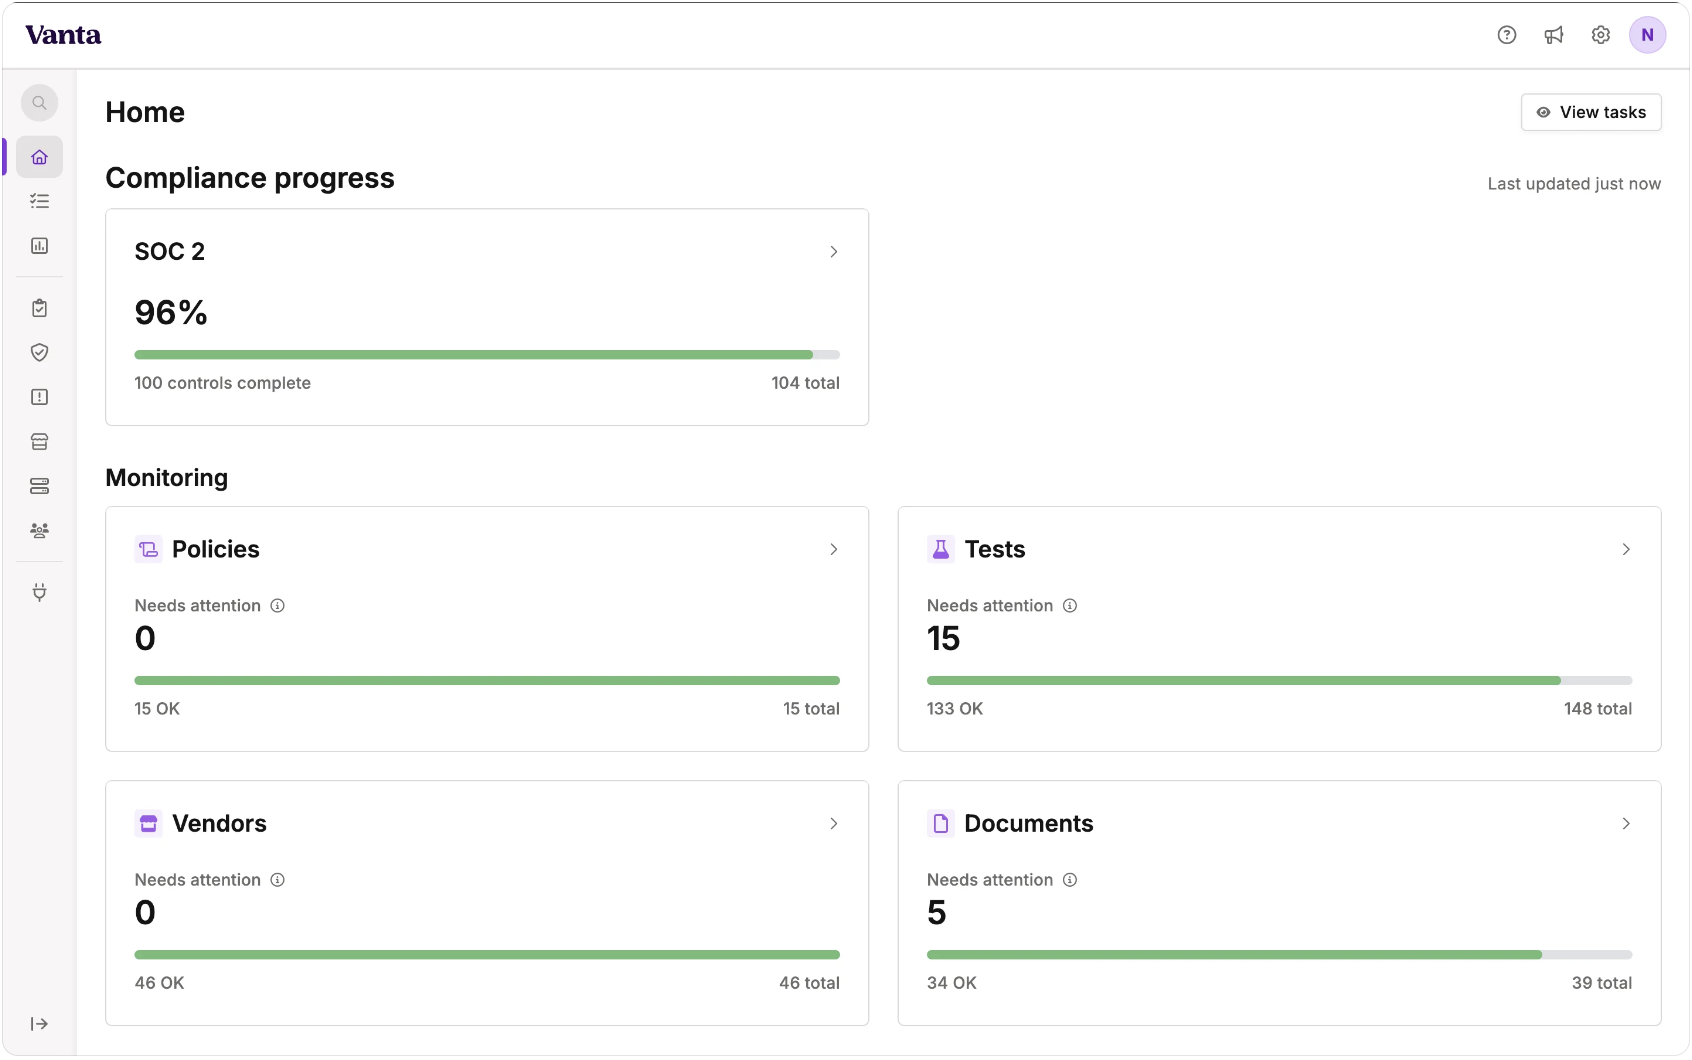 Vanta
N
Home
View tasks
Compliance progress
Last updated just now
SOC 2
96%
100 controls complete
104 total
Monitoring
Policies
Needs attention
0
15 OK
15 total
Tests
Needs attention
15
133 OK
148 total
Vendors
Needs attention
0
46 OK
46 total
Documents
Needs attention
5
34 OK
39 total